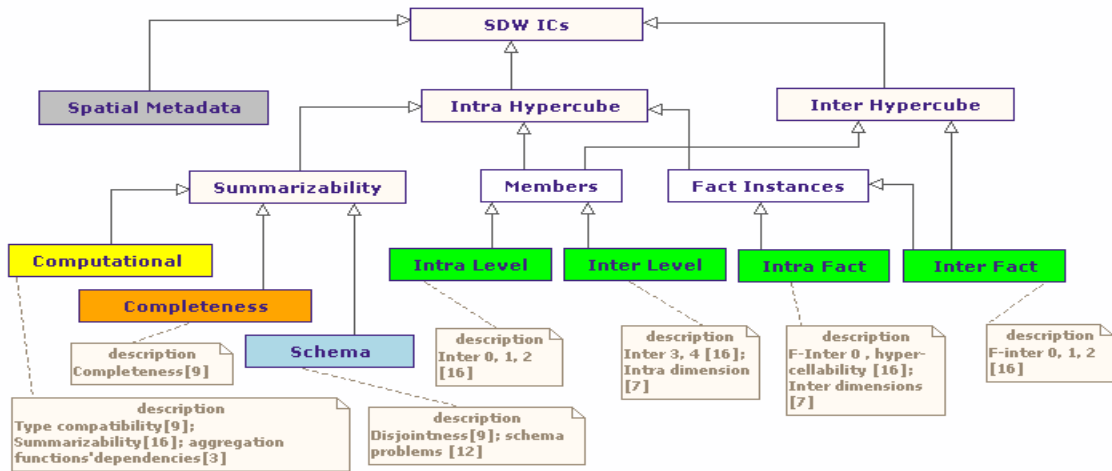 SDW ICs
Spatial Metadata
Intra Hypercube
Inter Hypercube
Summarizability
Members
Fact Instances
Computational
Intra Level
Inter Level
Intra Fact
Inter Fact
Completeness
Schema
description
Completeness[9]
description
Inter 0, 1, 2
[16]
description
Inter 3, 4 [16];
Intra dimension
[7]
description
F-Inter 0 , hyper-
cellability [16];
Inter dimensions
[7]
description
F-inter 0, 1, 2
[16]
description
Type compatibility[9];
Summarizability[16]; aggregation
functions'dependencies[3]
description
Disjointness[9]; schema
problems [12]